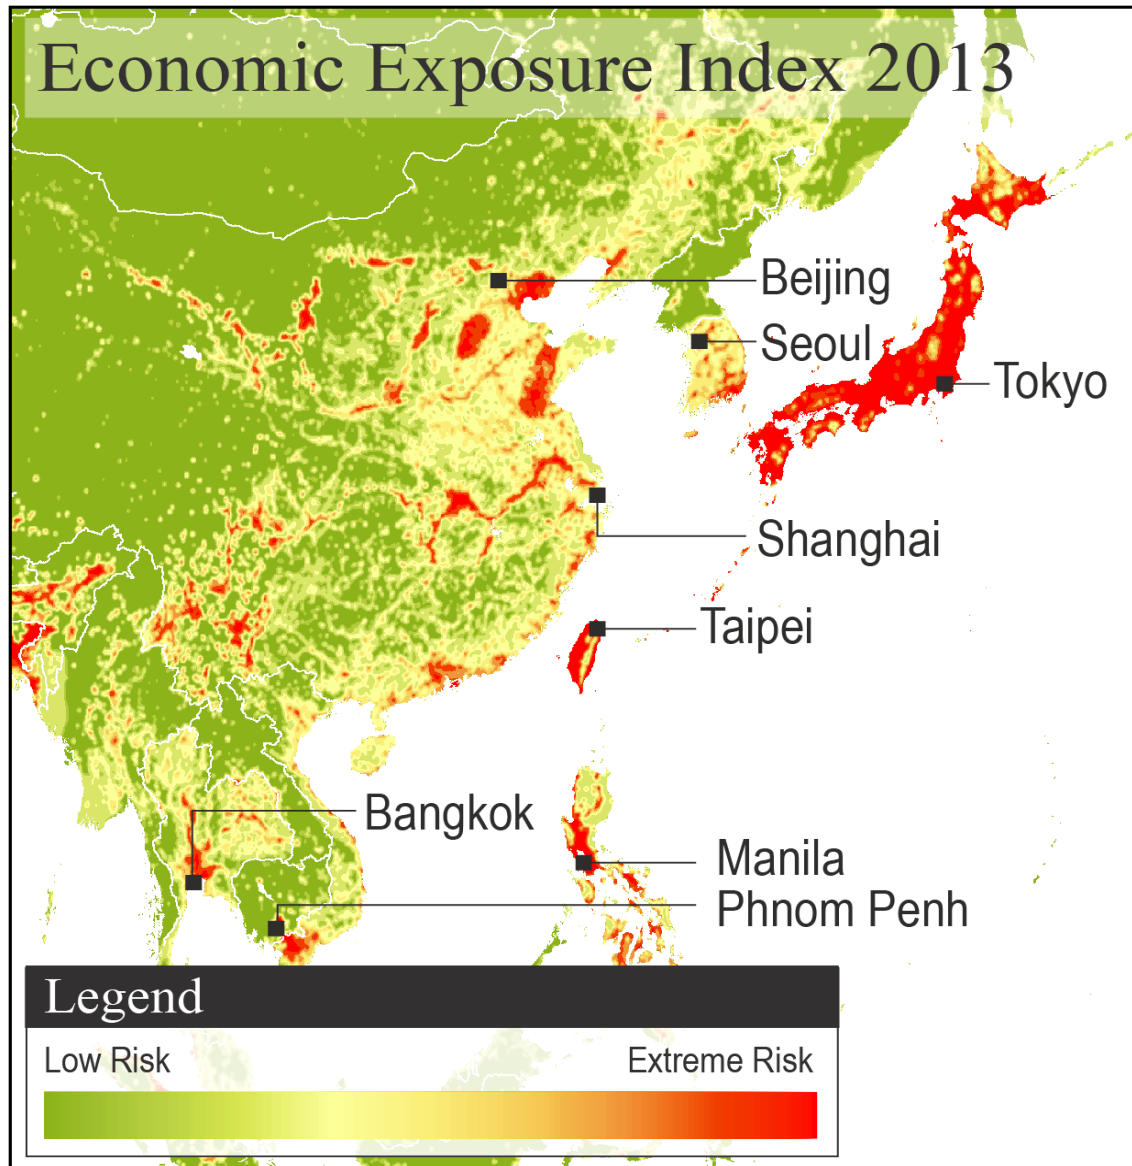 Economic Exposure Index 2013
Beijing
Seoul
Tokyo
Shanghai
Taipei
Bangkok
Manila
Phnom Penh
Legend
Low Risk
Extreme Risk